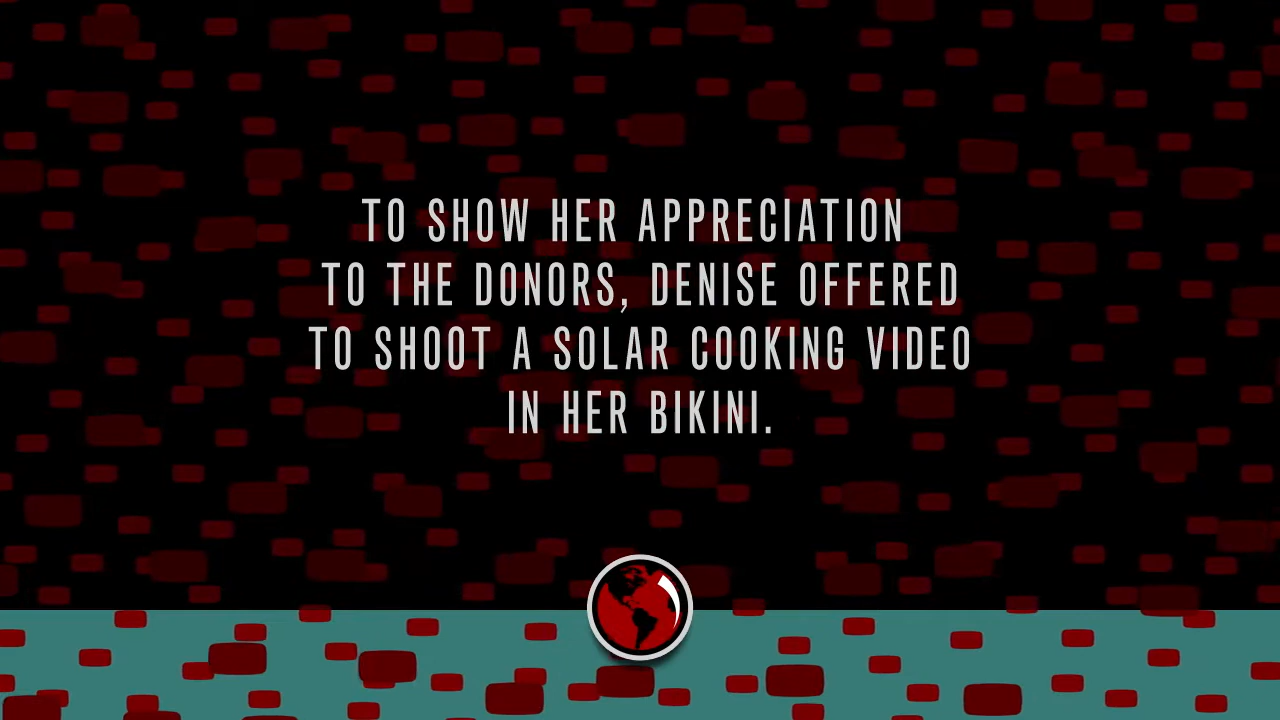 TO SHOW HER APPRECIATION
TO THE DONORS, DENISE OFFERED
TO SHOOT A SOLAR COOKING VIDEO
IN HER BIKINI.